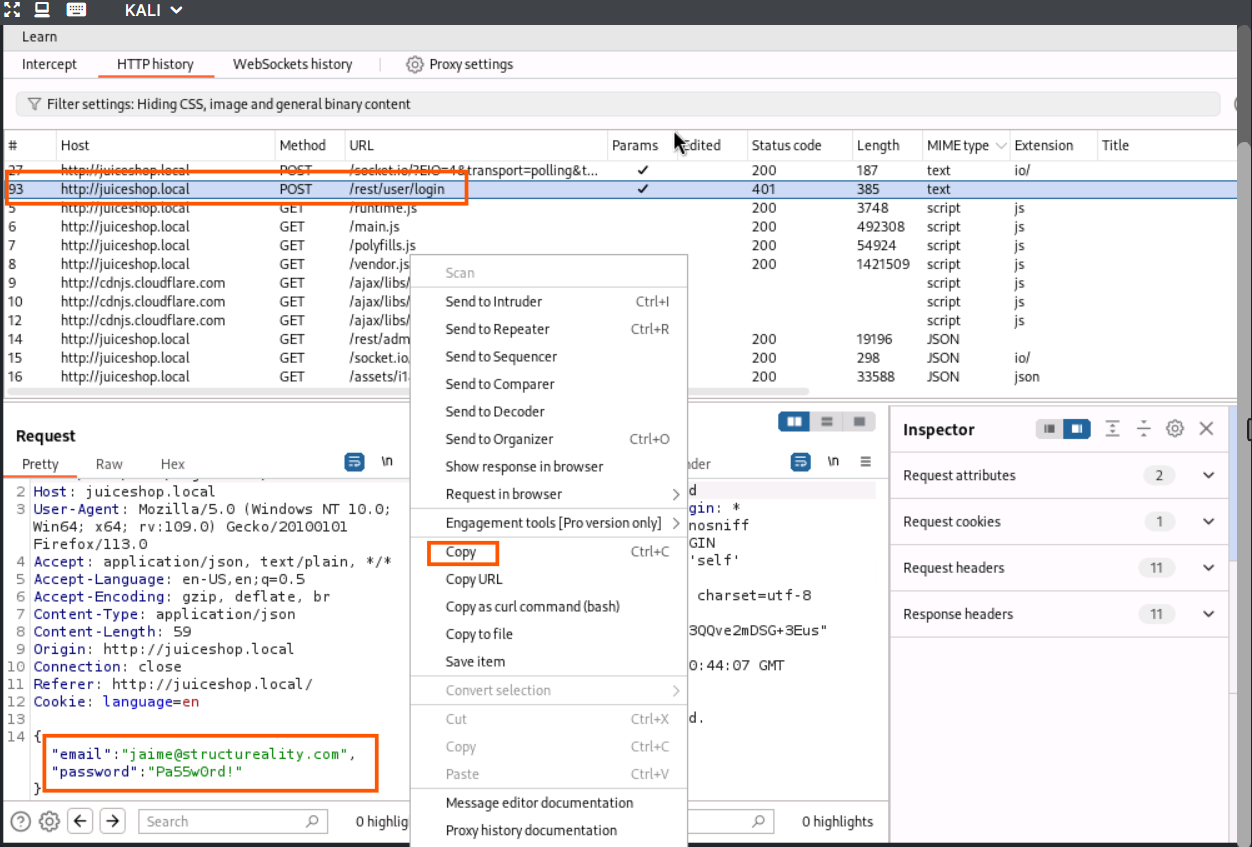 KALI
Learn
Intercept HTTP history WebSockets history Proxy settings
Filter settings: Hiding CSS, image and general binary content
# Host Method URL Params Edited Status code Length MIME type Extension Title
27 http://juiceshop.local POST /socket.io/?EIO=4&transport=polling&t... ✓ 200 187 text io/
93 http://juiceshop.local POST /rest/user/login ✓ 401 385 text
5 http://juiceshop.local GET /runtime.js 200 3748 script js
6 http://juiceshop.local GET /main.js 200 492308 script js
7 http://juiceshop.local GET /polyfills.js 200 54924 script js
8 http://juiceshop.local GET /vendor.js 200 1421509 script js
9 http://cdnjs.cloudflare.com GET /ajax/libs/ script js
10 http://cdnjs.cloudflare.com GET /ajax/libs/ script js
12 http://cdnjs.cloudflare.com GET /ajax/libs/ script js
14 http://juiceshop.local GET /rest/adm 200 19196 JSON
15 http://juiceshop.local GET /socket.io 200 298 JSON io/
16 http://juiceshop.local GET /assets/i1 200 33588 JSON json
Scan
Send to Intruder Ctrl+I
Send to Repeater Ctrl+R
Send to Sequencer
Send to Comparer
Send to Decoder
Send to Organizer Ctrl+O
Show response in browser
Request in browser
Engagement tools [Pro version only]
Copy Ctrl+C
Copy URL
Copy as curl command (bash)
Copy to file
Save item
Convert selection
Cut Ctrl+X
Copy Ctrl+C
Paste Ctrl+V
Message editor documentation
Proxy history documentation
Request
Pretty Raw Hex \n
2 Host: juiceshop.local
3 User-Agent: Mozilla/5.0 (Windows NT 10.0;
Win64; x64; rv:109.0) Gecko/20100101
Firefox/113.0
4 Accept: application/json, text/plain, */*
5 Accept-Language: en-US,en;q=0.5
6 Accept-Encoding: gzip, deflate, br
7 Content-Type: application/json
8 Content-Length: 59
9 Origin: http://juiceshop.local
10 Connection: close
11 Referer: http://juiceshop.local/
12 Cookie: language=en
13
14 {
"email":"jaime@structureality.com",
"password":"Pa55w0rd!"
}
Search 0 highlig
nder \n
d
gin: *
nosniff
GIN
'self'
charset=utf-8
3QQve2mDSG+3Eus"
0:44:07 GMT
d.
0 highlights
Inspector
Request attributes 2
Request cookies 1
Request headers 11
Response headers 11